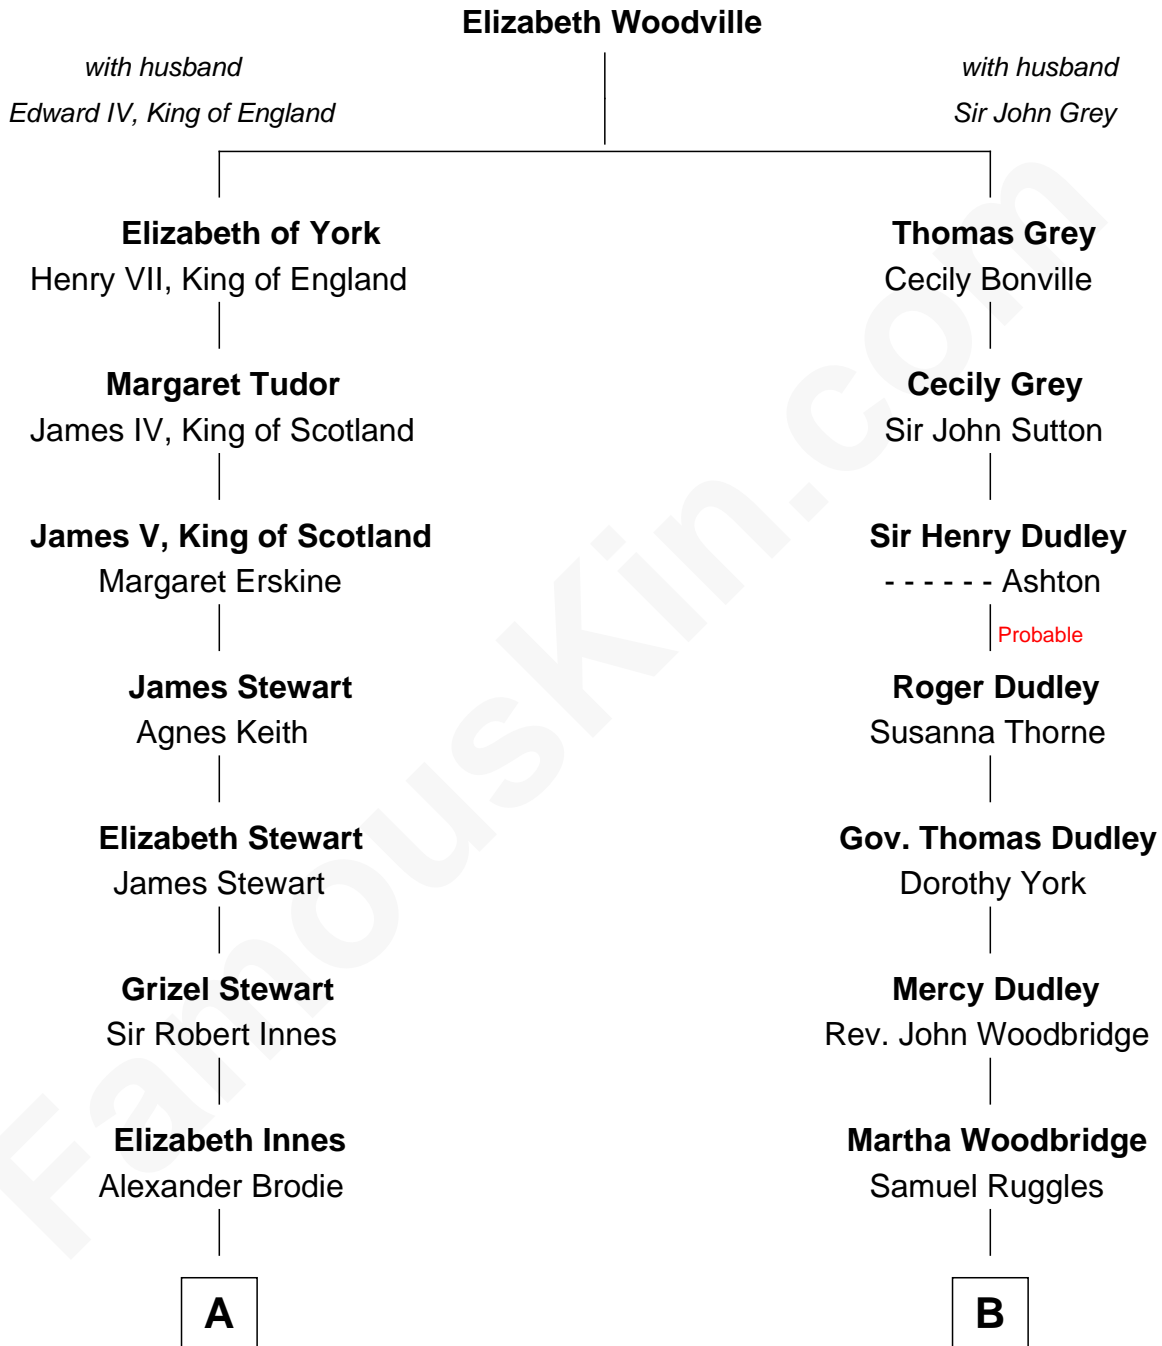 Elizabeth Woodville
with husband
Edward IV, King of England
with husband
Sir John Grey
Elizabeth of York
Henry VII, King of England
Thomas Grey
Cecily Bonville
Margaret Tudor
James IV, King of Scotland
Cecily Grey
Sir John Sutton
James V, King of Scotland
Margaret Erskine
Sir Henry Dudley
- - - - - - Ashton
Probable
James Stewart
Agnes Keith
Roger Dudley
Susanna Thorne
Elizabeth Stewart
James Stewart
Gov. Thomas Dudley
Dorothy York
Grizel Stewart
Sir Robert Innes
Mercy Dudley
Rev. John Woodbridge
Elizabeth Innes
Alexander Brodie
Martha Woodbridge
Samuel Ruggles
A
B
FamousKin.com